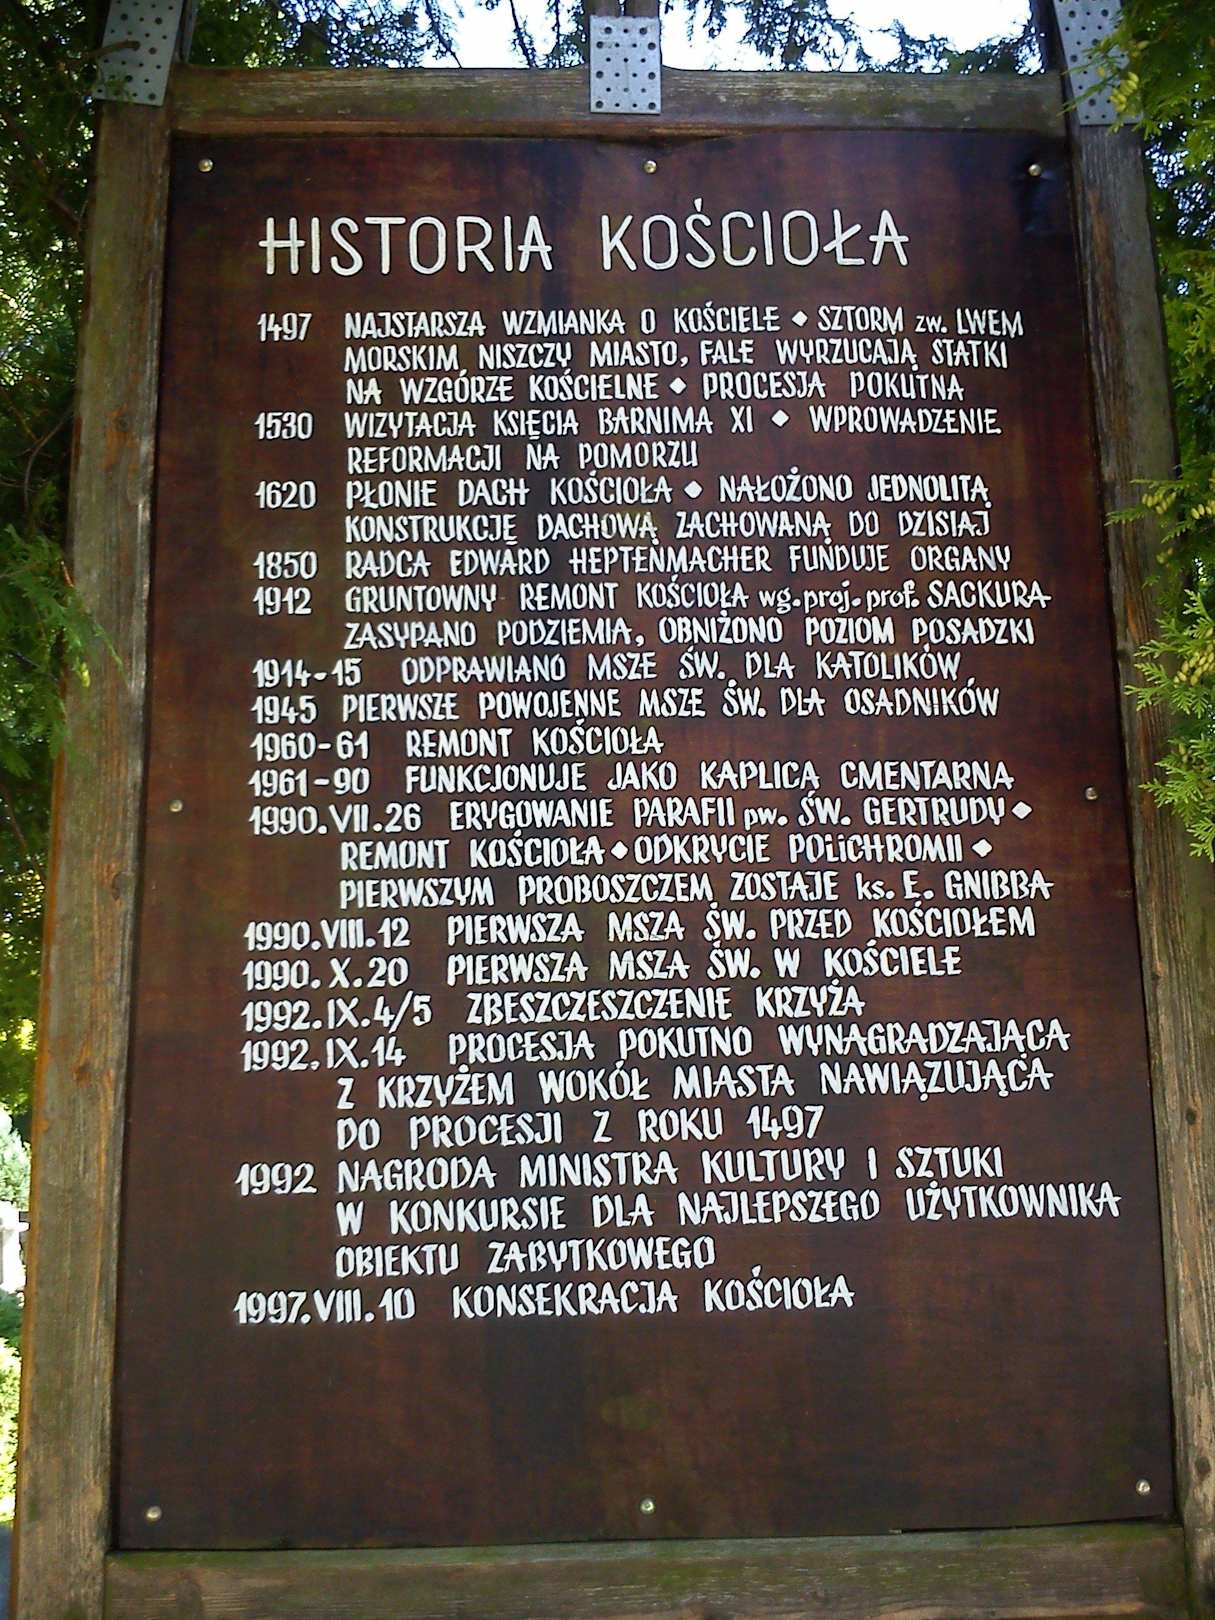 HISTORIA KOŚCIOŁA
1497 NAJSTARSZA WZMIANKA O KOŚCIELE ◆ SZTORM zw. LWEM
MORSKIM, NISZCZY MIASTO, FALE WYRZUCAJĄ STATKI
NA WZGÓRZE KOŚCIELNE ◆ PROCESJA POKUTNA
1530 WIZYTACJA KSIĘCIA BARNIMA XI ◆ WPROWADZENIE
REFORMACJI NA POMORZU
1620 PŁONIE DACH KOŚCIOŁA ◆ NAŁOŻONO JEDNOLITĄ
KONSTRUKCJĘ DACHOWĄ ZACHOWANĄ DO DZISIAJ
1850 RADCA EDWARD HEPTENMACHER FUNDUJE ORGANY
1912 GRUNTOWNY REMONT KOŚCIOŁA wg. proj. prof. SACKURA
ZASYPANO PODZIEMIA, OBNIŻONO POZIOM POSADZKI
1914-15 ODPRAWIANO MSZE ŚW. DLA KATOLIKÓW
1945 PIERWSZE POWOJENNE MSZE ŚW. DLA OSADNIKÓW
1960-61 REMONT KOŚCIOŁA
1961-90 FUNKCJONUJE JAKO KAPLICA CMENTARNA
1990.VII.26 ERYGOWANIE PARAFII pw. ŚW. GERTRUDY ◆
REMONT KOŚCIOŁA ◆ ODKRYCIE POLICHROMII ◆
PIERWSZYM PROBOSZCZEM ZOSTAJE ks. E. GNIBBA
1990.VIII.12 PIERWSZA MSZA ŚW. PRZED KOŚCIOŁEM
1990.X.20 PIERWSZA MSZA ŚW. W KOŚCIELE
1992.IX.4/5 ZBESZCZESZCZENIE KRZYŻA
1992.IX.14 PROCESJA POKUTNO WYNAGRADZAJĄCA
Z KRZYŻEM WOKÓŁ MIASTA NAWIĄZUJĄCA
DO PROCESJI Z ROKU 1497
1992 NAGRODA MINISTRA KULTURY I SZTUKI
W KONKURSIE DLA NAJLEPSZEGO UŻYTKOWNIKA
OBIEKTU ZABYTKOWEGO
1997.VIII.10 KONSEKRACJA KOŚCIOŁA